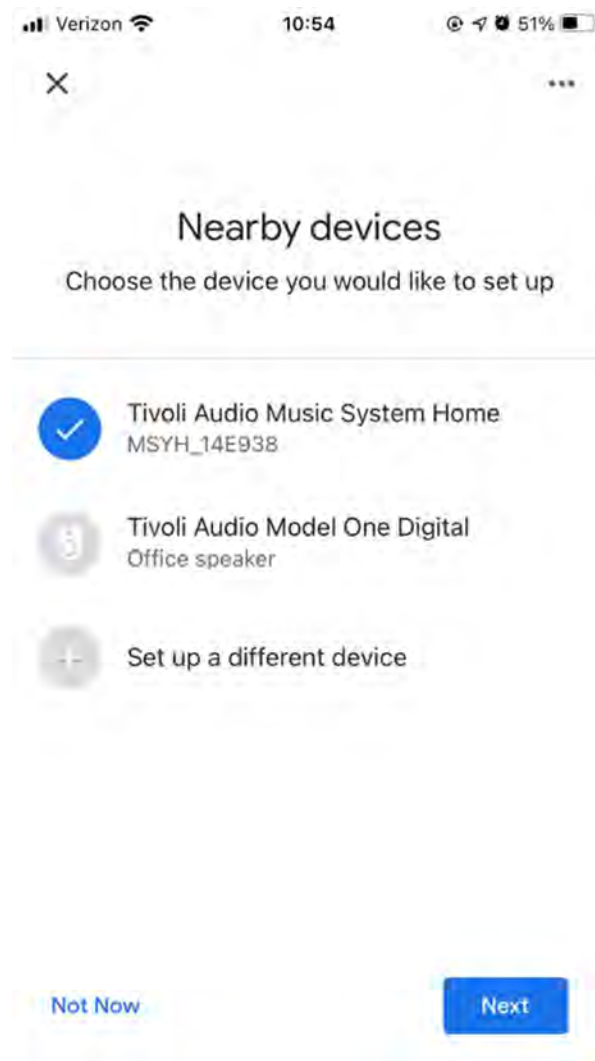 Verizon 10:54 51%
Nearby devices
Choose the device you would like to set up
Tivoli Audio Music System Home
MSYH_14E938
Tivoli Audio Model One Digital
Office speaker
Set up a different device
Not Now Next